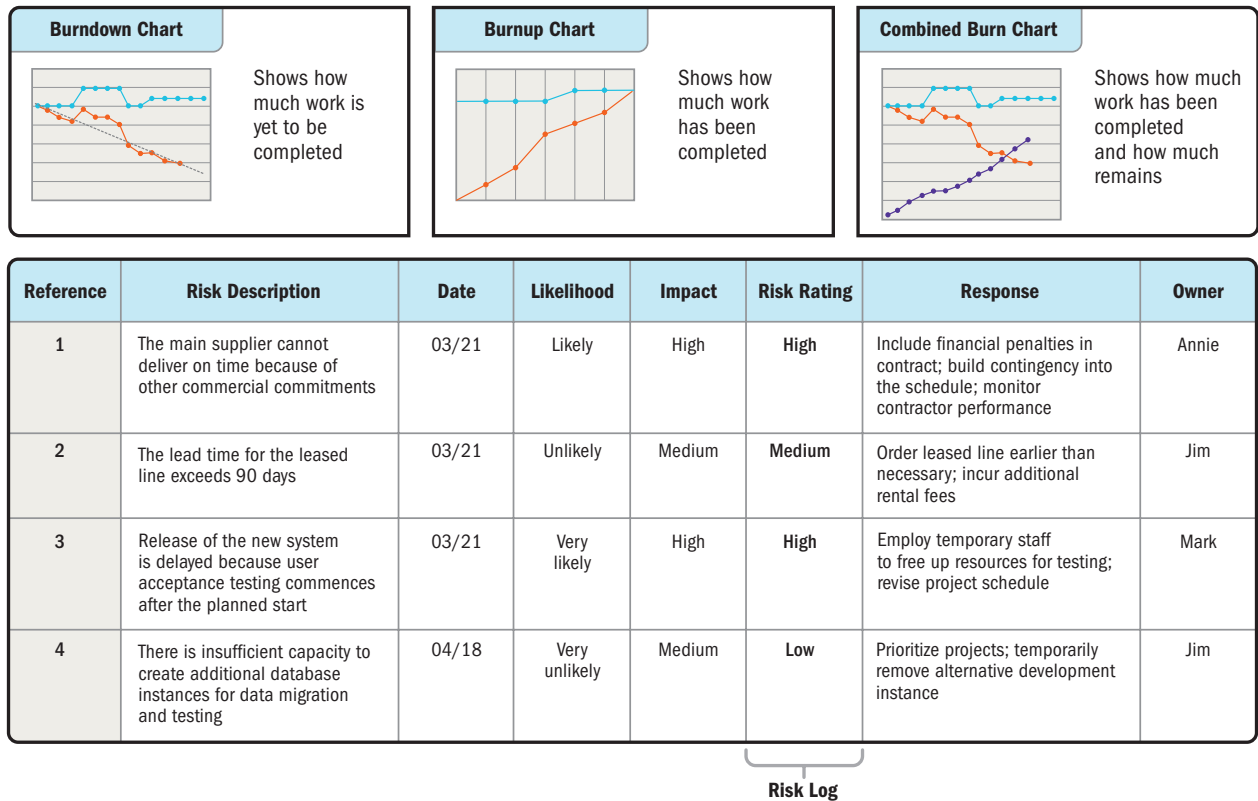 Burndown Chart
Shows how
much work is
yet to be
completed
Burnup Chart
Shows how
much work
has been
completed
Combined Burn Chart
Shows how much
work has been
completed
and how much
remains
Reference
Risk Description
Date
Likelihood
Impact
Risk Rating
Response
Owner
1
The main supplier cannot
deliver on time because of
other commercial commitments
03/21
Likely
High
High
Include financial penalties in
contract; build contingency into
the schedule; monitor
contractor performance
Annie
2
The lead time for the leased
line exceeds 90 days
03/21
Unlikely
Medium
Medium
Order leased line earlier than
necessary; incur additional
rental fees
Jim
3
Release of the new system
is delayed because user
acceptance testing commences
after the planned start
03/21
Very
likely
High
High
Employ temporary staff
to free up resources for testing;
revise project schedule
Mark
4
There is insufficient capacity to
create additional database
instances for data migration
and testing
04/18
Very
unlikely
Medium
Low
Prioritize projects; temporarily
remove alternative development
instance
Jim
Risk Log